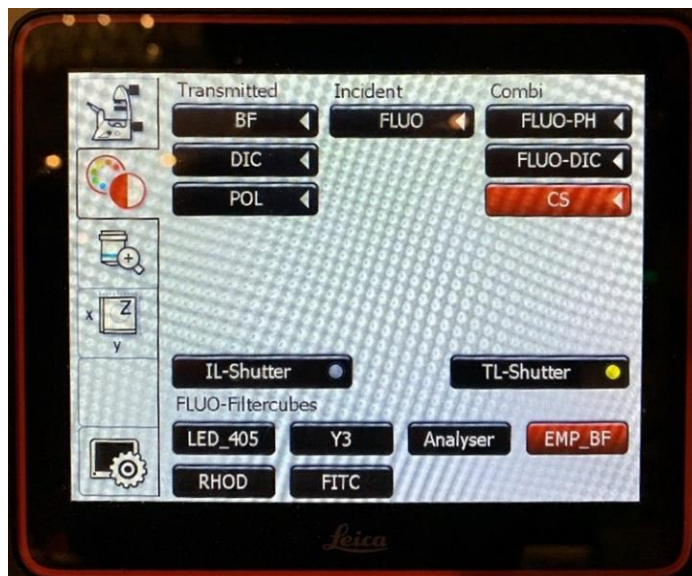 Transmitted Incident Combi
BF FLUO FLUO-PH
DIC FLUO-DIC
POL CS
x Z
y
IL-Shutter TL-Shutter
FLUO-Filtercubes
LED_405 Y3 Analyser EMP_BF
RHOD FITC
Leica